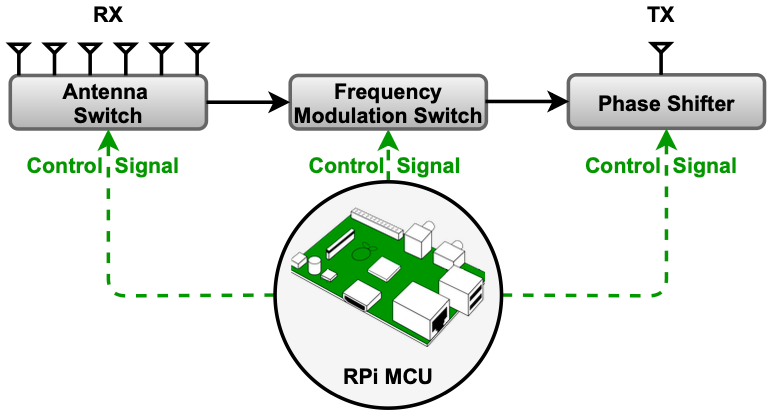 RX
TX
Antenna
Switch
Frequency
Modulation Switch
Phase Shifter
Control Signal
Control Signal
Control Signal
RPi MCU